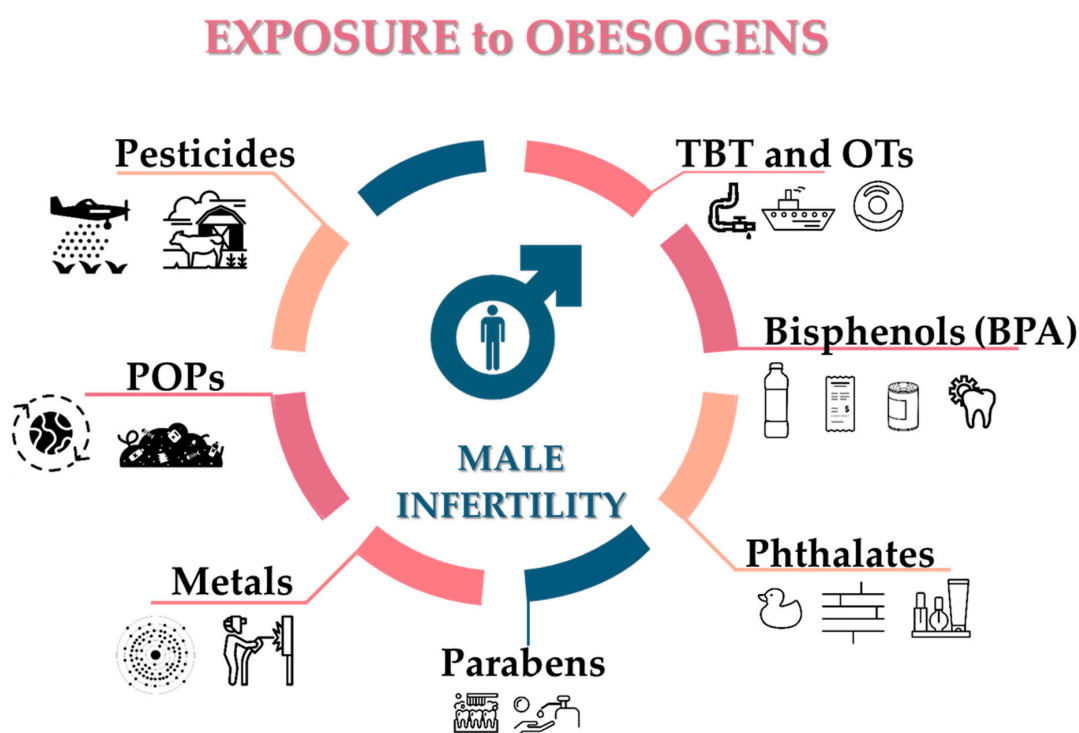 EXPOSURE to OBESOGENS
Pesticides
TBT and OTs
Bisphenols (BPA)
$
POPs
MALE
INFERTILITY
Phthalates
Metals
Parabens